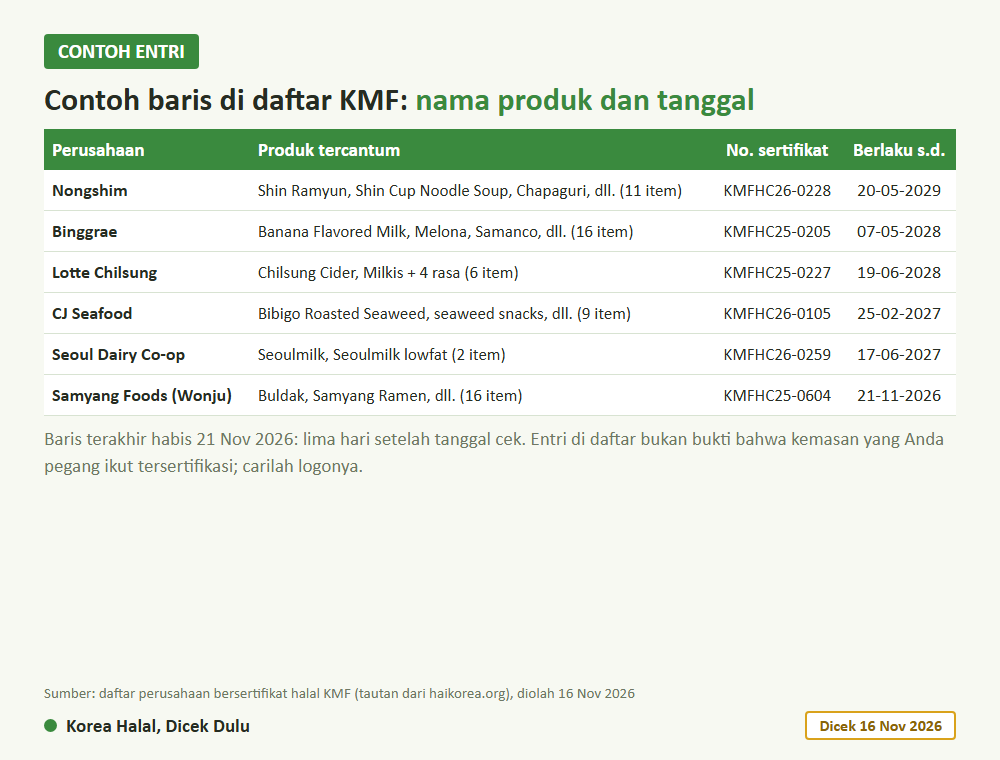 CONTOH ENTRI
Contoh baris di daftar KMF: nama produk dan tanggal
Perusahaan Produk tercantum No. sertifikat Berlaku s.d.
Nongshim Shin Ramyun, Shin Cup Noodle Soup, Chapaguri, dll. (11 item) KMFHC26-0228 20-05-2029
Binggrae Banana Flavored Milk, Melona, Samanco, dll. (16 item) KMFHC25-0205 07-05-2028
Lotte Chilsung Chilsung Cider, Milkis + 4 rasa (6 item) KMFHC25-0227 19-06-2028
CJ Seafood Bibigo Roasted Seaweed, seaweed snacks, dll. (9 item) KMFHC26-0105 25-02-2027
Seoul Dairy Co-op Seoulmilk, Seoulmilk lowfat (2 item) KMFHC26-0259 17-06-2027
Samyang Foods (Wonju) Buldak, Samyang Ramen, dll. (16 item) KMFHC25-0604 21-11-2026
Baris terakhir habis 21 Nov 2026: lima hari setelah tanggal cek. Entri di daftar bukan bukti bahwa kemasan yang Anda
pegang ikut tersertifikasi; carilah logonya.
Sumber: daftar perusahaan bersertifikat halal KMF (tautan dari haikorea.org), diolah 16 Nov 2026
Korea Halal, Dicek Dulu
Dicek 16 Nov 2026